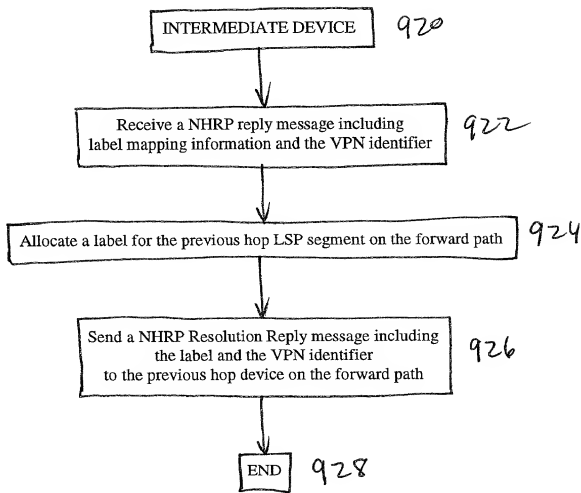 INTERMEDIATE DEVICE 920
Receive a NHRP reply message including
label mapping information and the VPN identifier 922
Allocate a label for the previous hop LSP segment on the forward path 924
Send a NHRP Resolution Reply message including
the label and the VPN identifier 926
to the previous hop device on the forward path
END 928